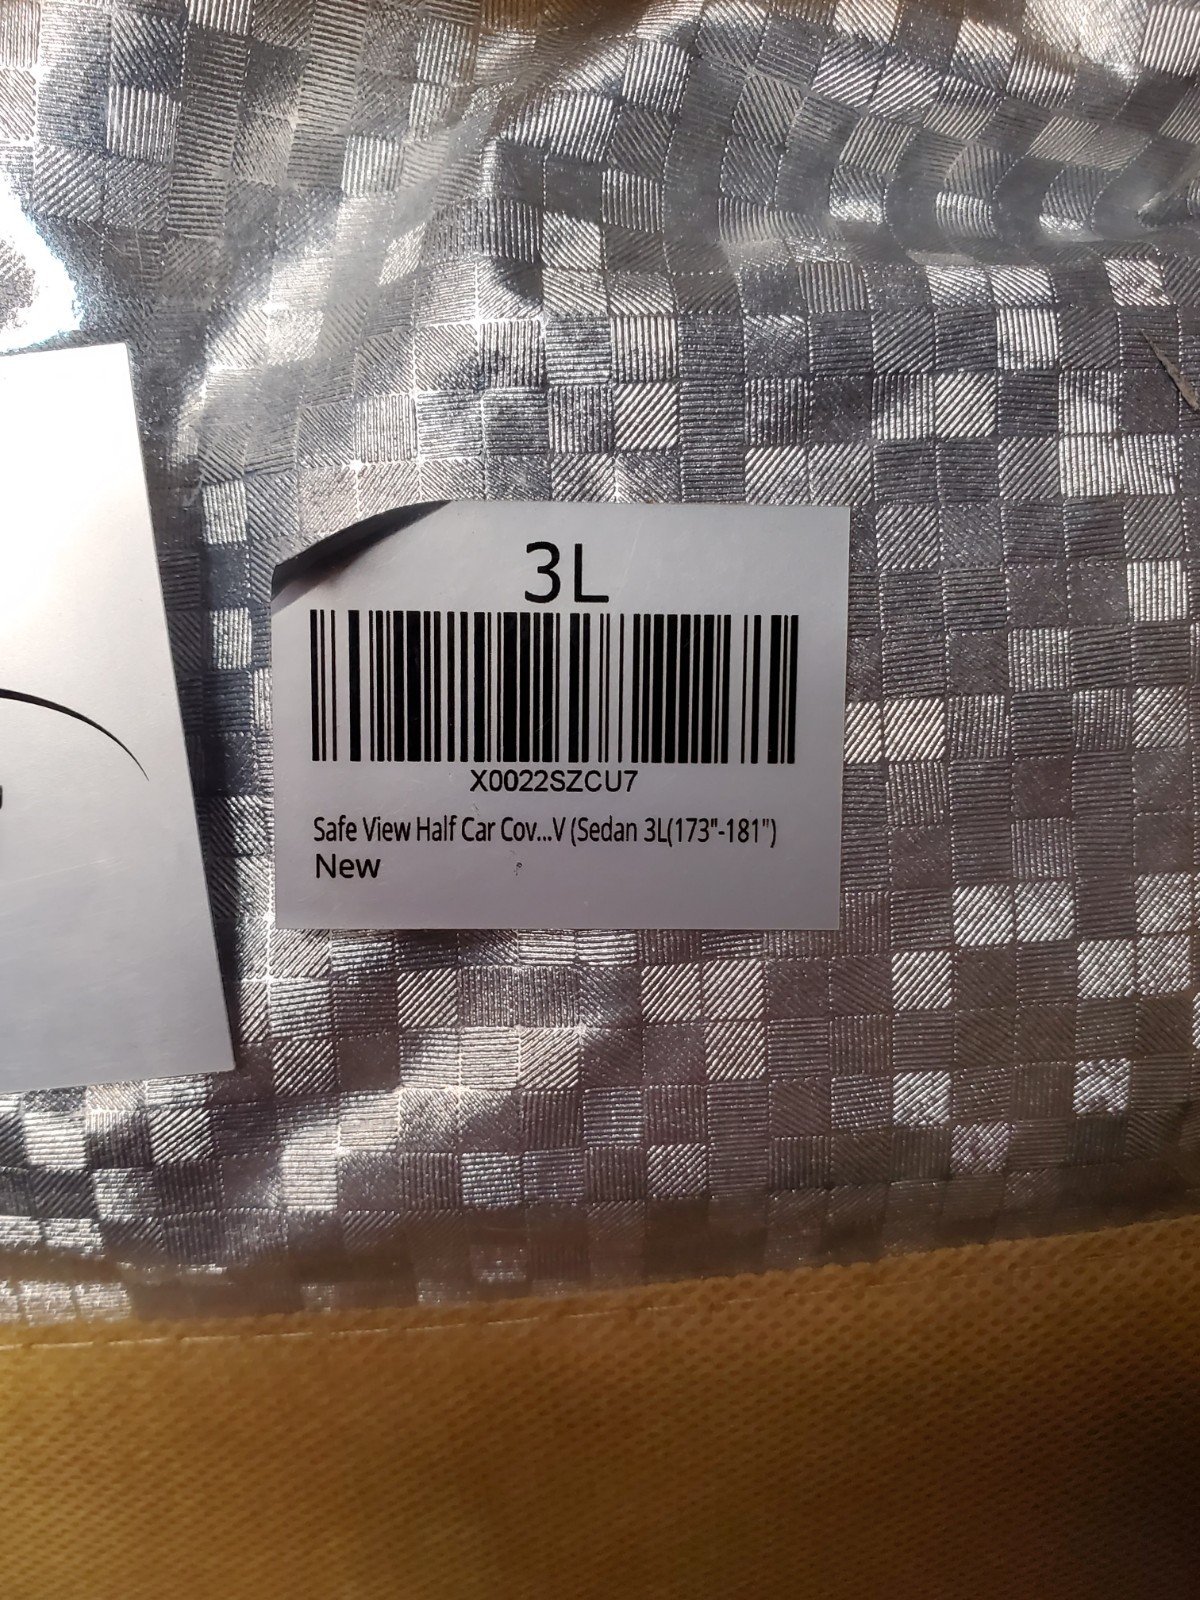 3L
X0022SZCU7
Safe View Half Car Cov...V (Sedan 3L(173"-181")
New